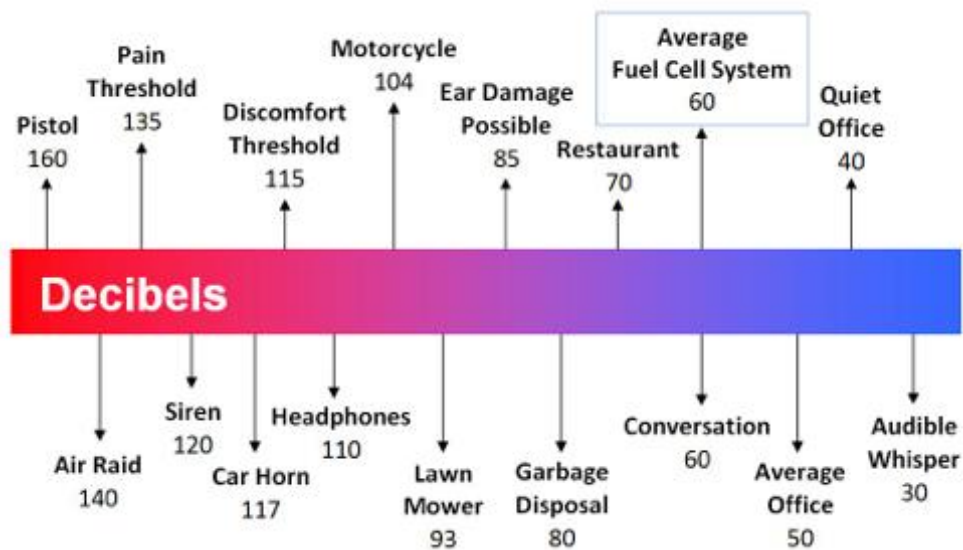 Pistol
160
Pain
Threshold
135
Discomfort
Threshold
115
Motorcycle
104
Ear Damage
Possible
85
Restaurant
70
Average
Fuel Cell System
60
Quiet
Office
40
Decibels
Air Raid
140
Siren
120
Car Horn
117
Headphones
110
Lawn
Mower
93
Garbage
Disposal
80
Conversation
60
Average
Office
50
Audible
Whisper
30